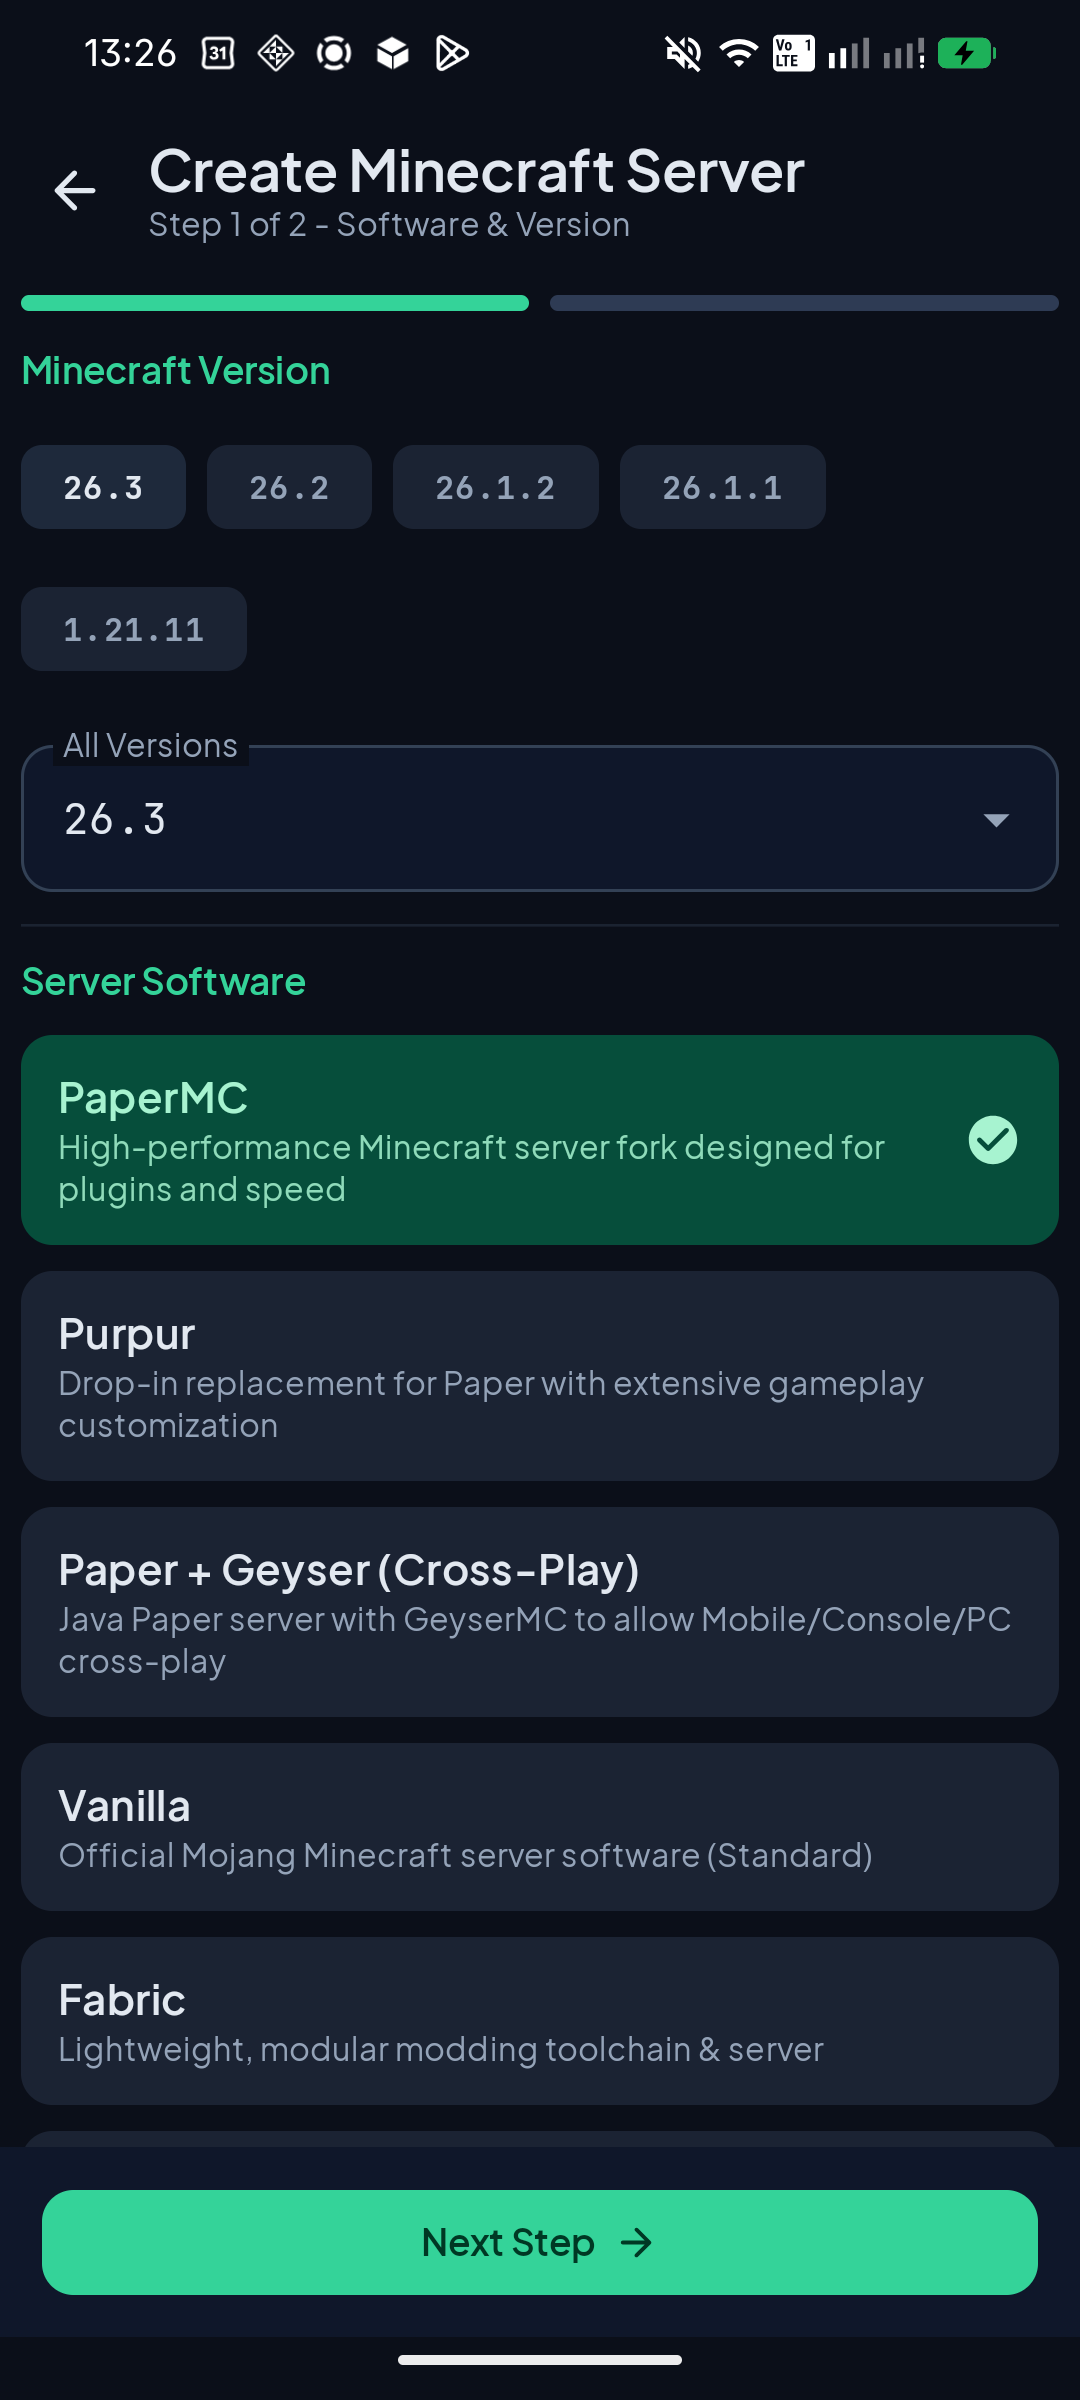 13:26
31
Vo 1
LTE
Create Minecraft Server
Step 1 of 2 - Software & Version
Minecraft Version
26.3
26.2
26.1.2
26.1.1
1.21.11
All Versions
26.3
Server Software
PaperMC
High-performance Minecraft server fork designed for
plugins and speed
Purpur
Drop-in replacement for Paper with extensive gameplay
customization
Paper + Geyser (Cross-Play)
Java Paper server with GeyserMC to allow Mobile/Console/PC
cross-play
Vanilla
Official Mojang Minecraft server software (Standard)
Fabric
Lightweight, modular modding toolchain & server
Next Step